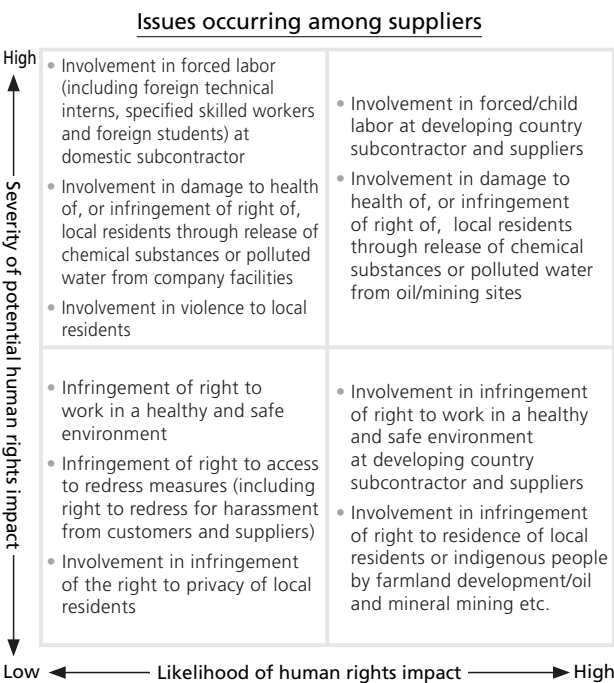 Issues occurring among suppliers
High
• Involvement in forced labor
(including foreign technical
interns, specified skilled workers
and foreign students) at
domestic subcontractor
• Involvement in damage to health
of, or infringement of right of,
local residents through release of
chemical substances or polluted
water from company facilities
• Involvement in violence to local
residents
• Involvement in forced/child
labor at developing country
subcontractor and suppliers
• Involvement in damage to
health of, or infringement
of right of, local residents
through release of chemical
substances or polluted water
from oil/mining sites
Severity of potential human rights impact
• Infringement of right to
work in a healthy and safe
environment
• Infringement of right to access
to redress measures (including
right to redress for harassment
from customers and suppliers)
• Involvement in infringement
of the right to privacy of local
residents
• Involvement in infringement
of right to work in a healthy
and safe environment
at developing country
subcontractor and suppliers
• Involvement in infringement
of right to residence of local
residents or indigenous people
by farmland development/oil
and mineral mining etc.
Low
Likelihood of human rights impact
High